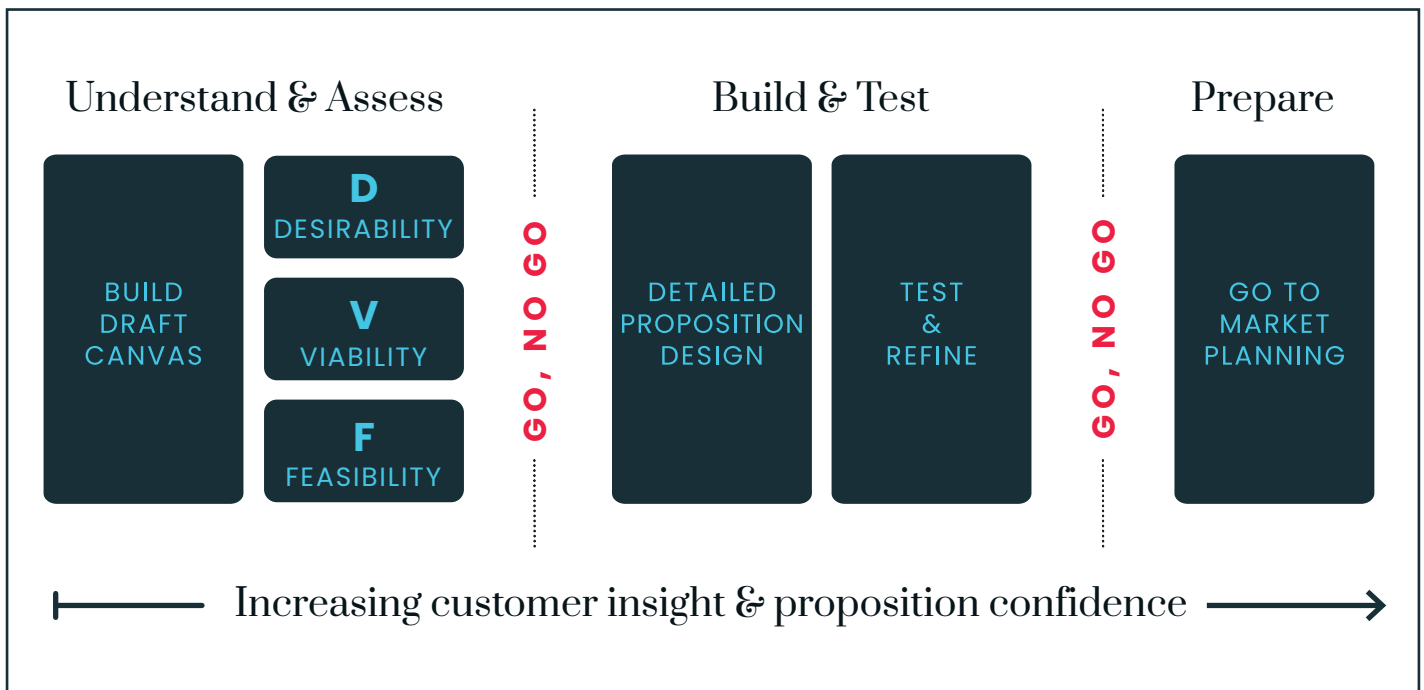 Understand & Assess
BUILD
DRAFT
CANVAS
D
DESIRABILITY
V
VIABILITY
F
FEASIBILITY
GO, NO GO
Build & Test
DETAILED
PROPOSITION
DESIGN
TEST
&
REFINE
GO, NO GO
Prepare
GO TO
MARKET
PLANNING
Increasing customer insight & proposition confidence